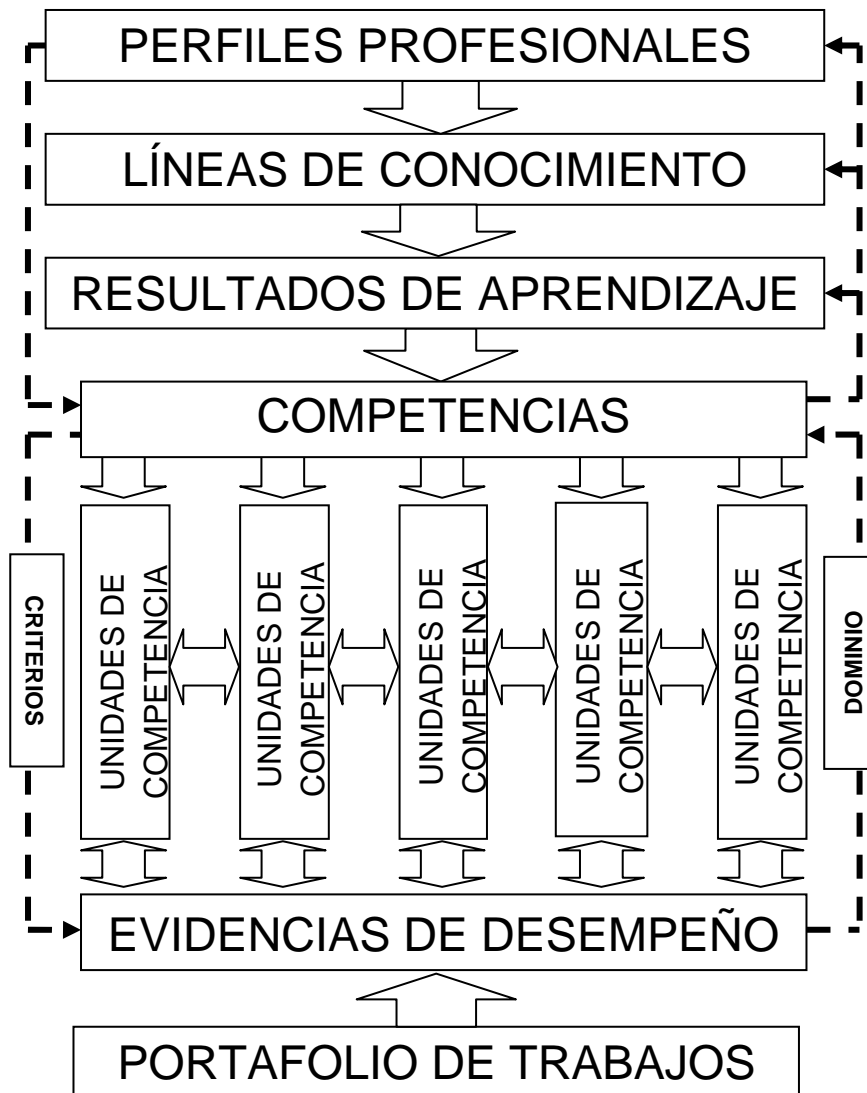 PERFILES PROFESIONALES
LÍNEAS DE CONOCIMIENTO
RESULTADOS DE APRENDIZAJE
COMPETENCIAS
CRITERIOS
UNIDADES DE
COMPETENCIA
UNIDADES DE
COMPETENCIA
UNIDADES DE
COMPETENCIA
UNIDADES DE
COMPETENCIA
UNIDADES DE
COMPETENCIA
DOMINIO
EVIDENCIAS DE DESEMPEÑO
PORTAFOLIO DE TRABAJOS